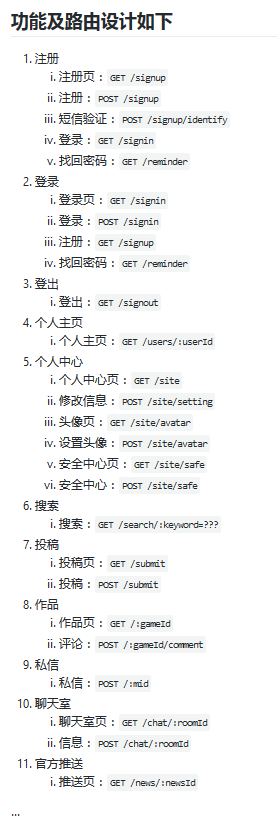 功能及路由设计如下
1. 注册
i. 注册页： GET /signup
ii. 注册： POST /signup
iii. 短信验证： POST /signup/identify
iv. 登录： GET /signin
v. 找回密码： GET /reminder
2. 登录
i. 登录页： GET /signin
ii. 登录： POST /signin
iii. 注册： GET /signup
iv. 找回密码： GET /reminder
3. 登出
i. 登出： GET /signout
4. 个人主页
i. 个人主页： GET /users/:userId
5. 个人中心
i. 个人中心页： GET /site
ii. 修改信息： POST /site/setting
iii. 头像页： GET /site/avatar
iv. 设置头像： POST /site/avatar
v. 安全中心页： GET /site/safe
vi. 安全中心： POST /site/safe
6. 搜索
i. 搜索： GET /search/:keyword=???
7. 投稿
i. 投稿页： GET /submit
ii. 投稿： POST /submit
8. 作品
i. 作品页： GET /:gameId
ii. 评论： POST /:gameId/comment
9. 私信
i. 私信： POST /:mid
10. 聊天室
i. 聊天室页： GET /chat/:roomId
ii. 信息： POST /chat/:roomId
11. 官方推送
i. 推送页： GET /news/:newsId
...